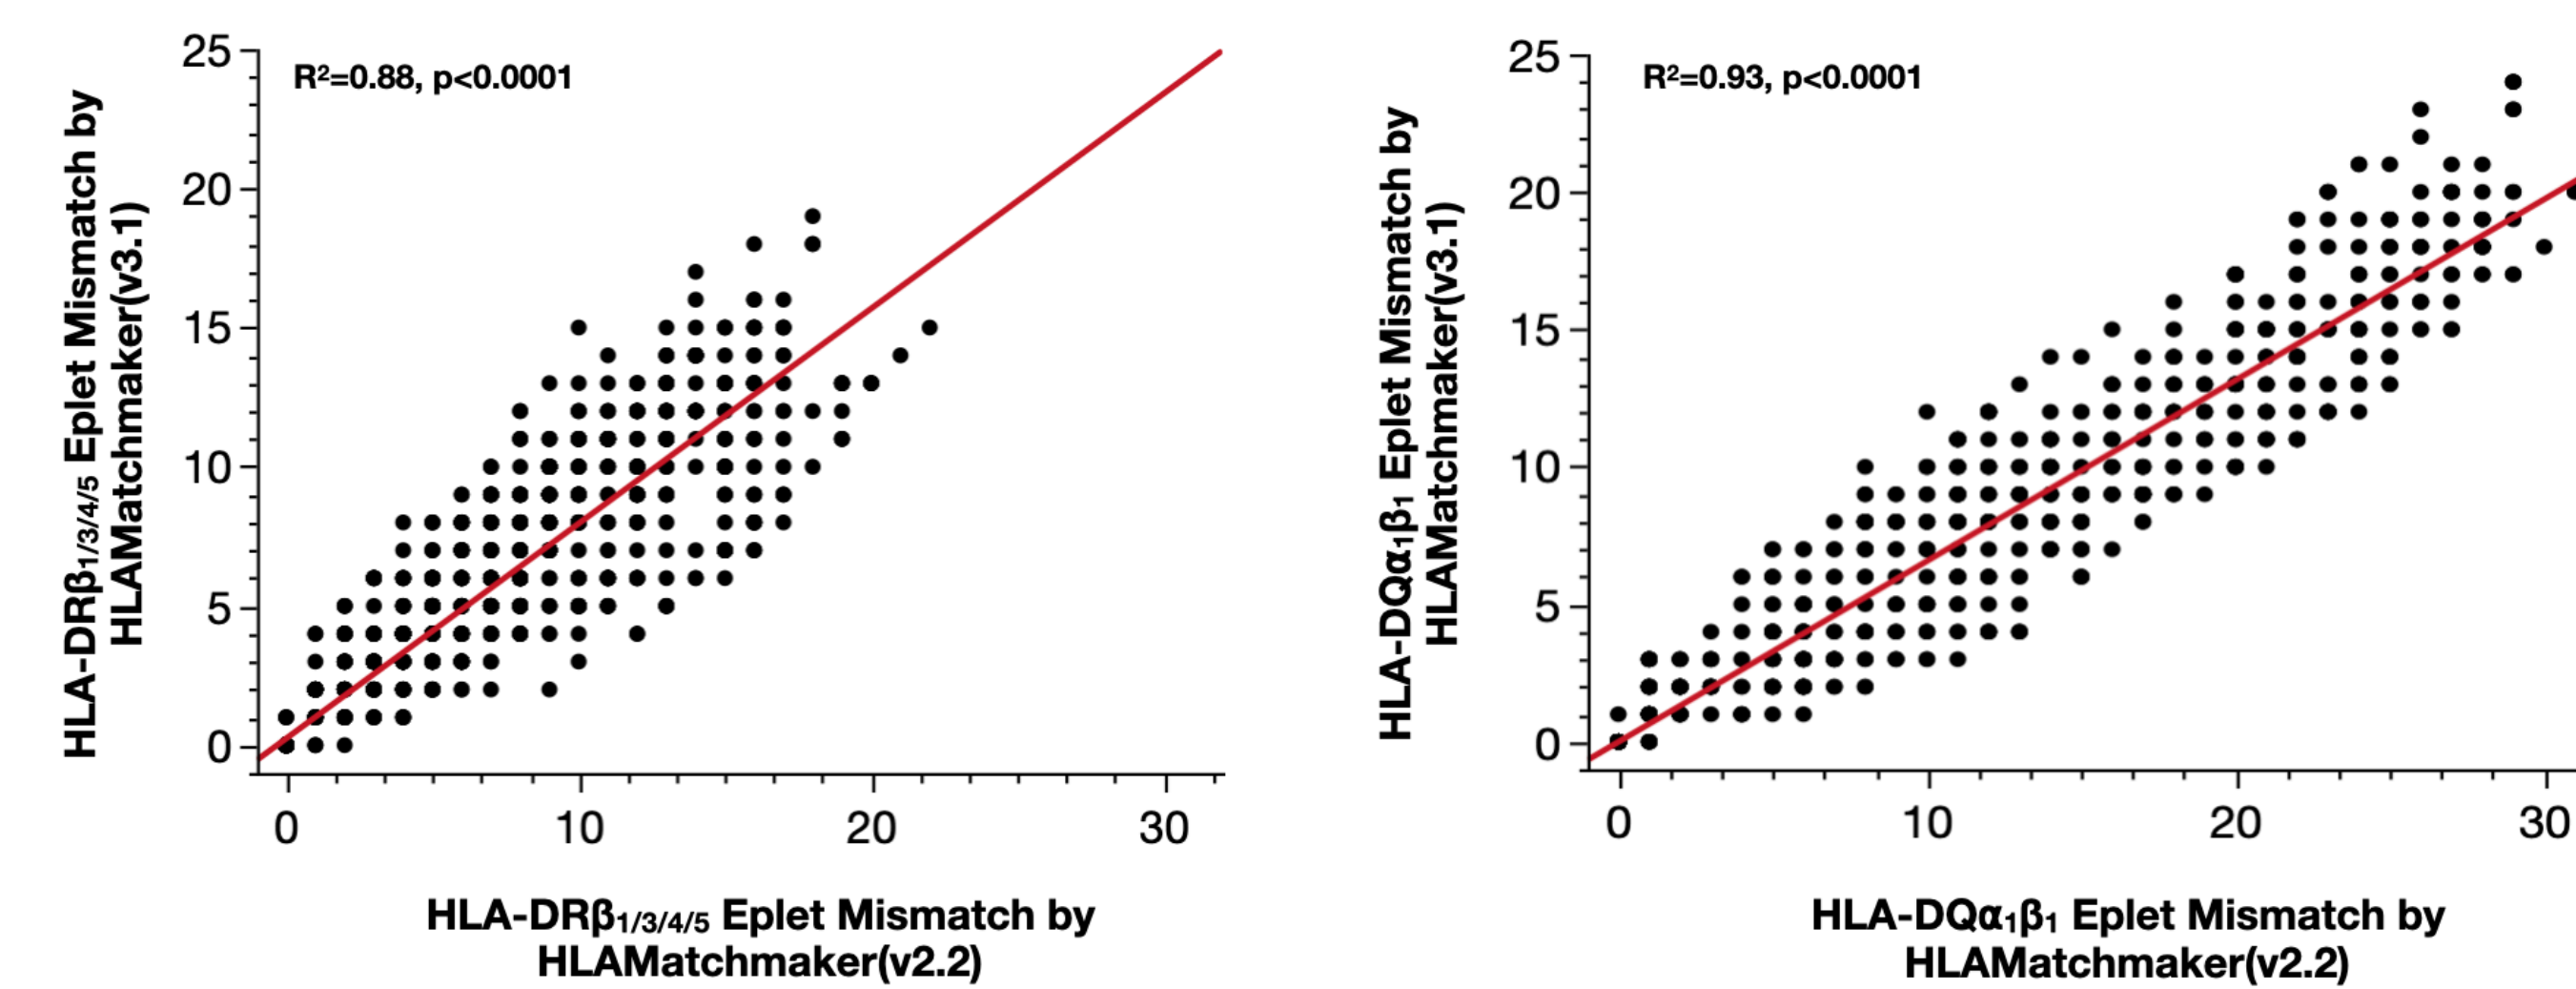 HLA-DRβ1/3/4/5 Eplet Mismatch by
HLAMatchmaker(v3.1)
25
20
15
10
5
0
R²=0.88, p<0.0001
0 10 20 30
HLA-DRβ1/3/4/5 Eplet Mismatch by
HLAMatchmaker(v2.2)
HLA-DQα1β1 Eplet Mismatch by
HLAMatchmaker(v3.1)
25
20
15
10
5
0
R²=0.93, p<0.0001
0 10 20 30
HLA-DQα1β1 Eplet Mismatch by
HLAMatchmaker(v2.2)